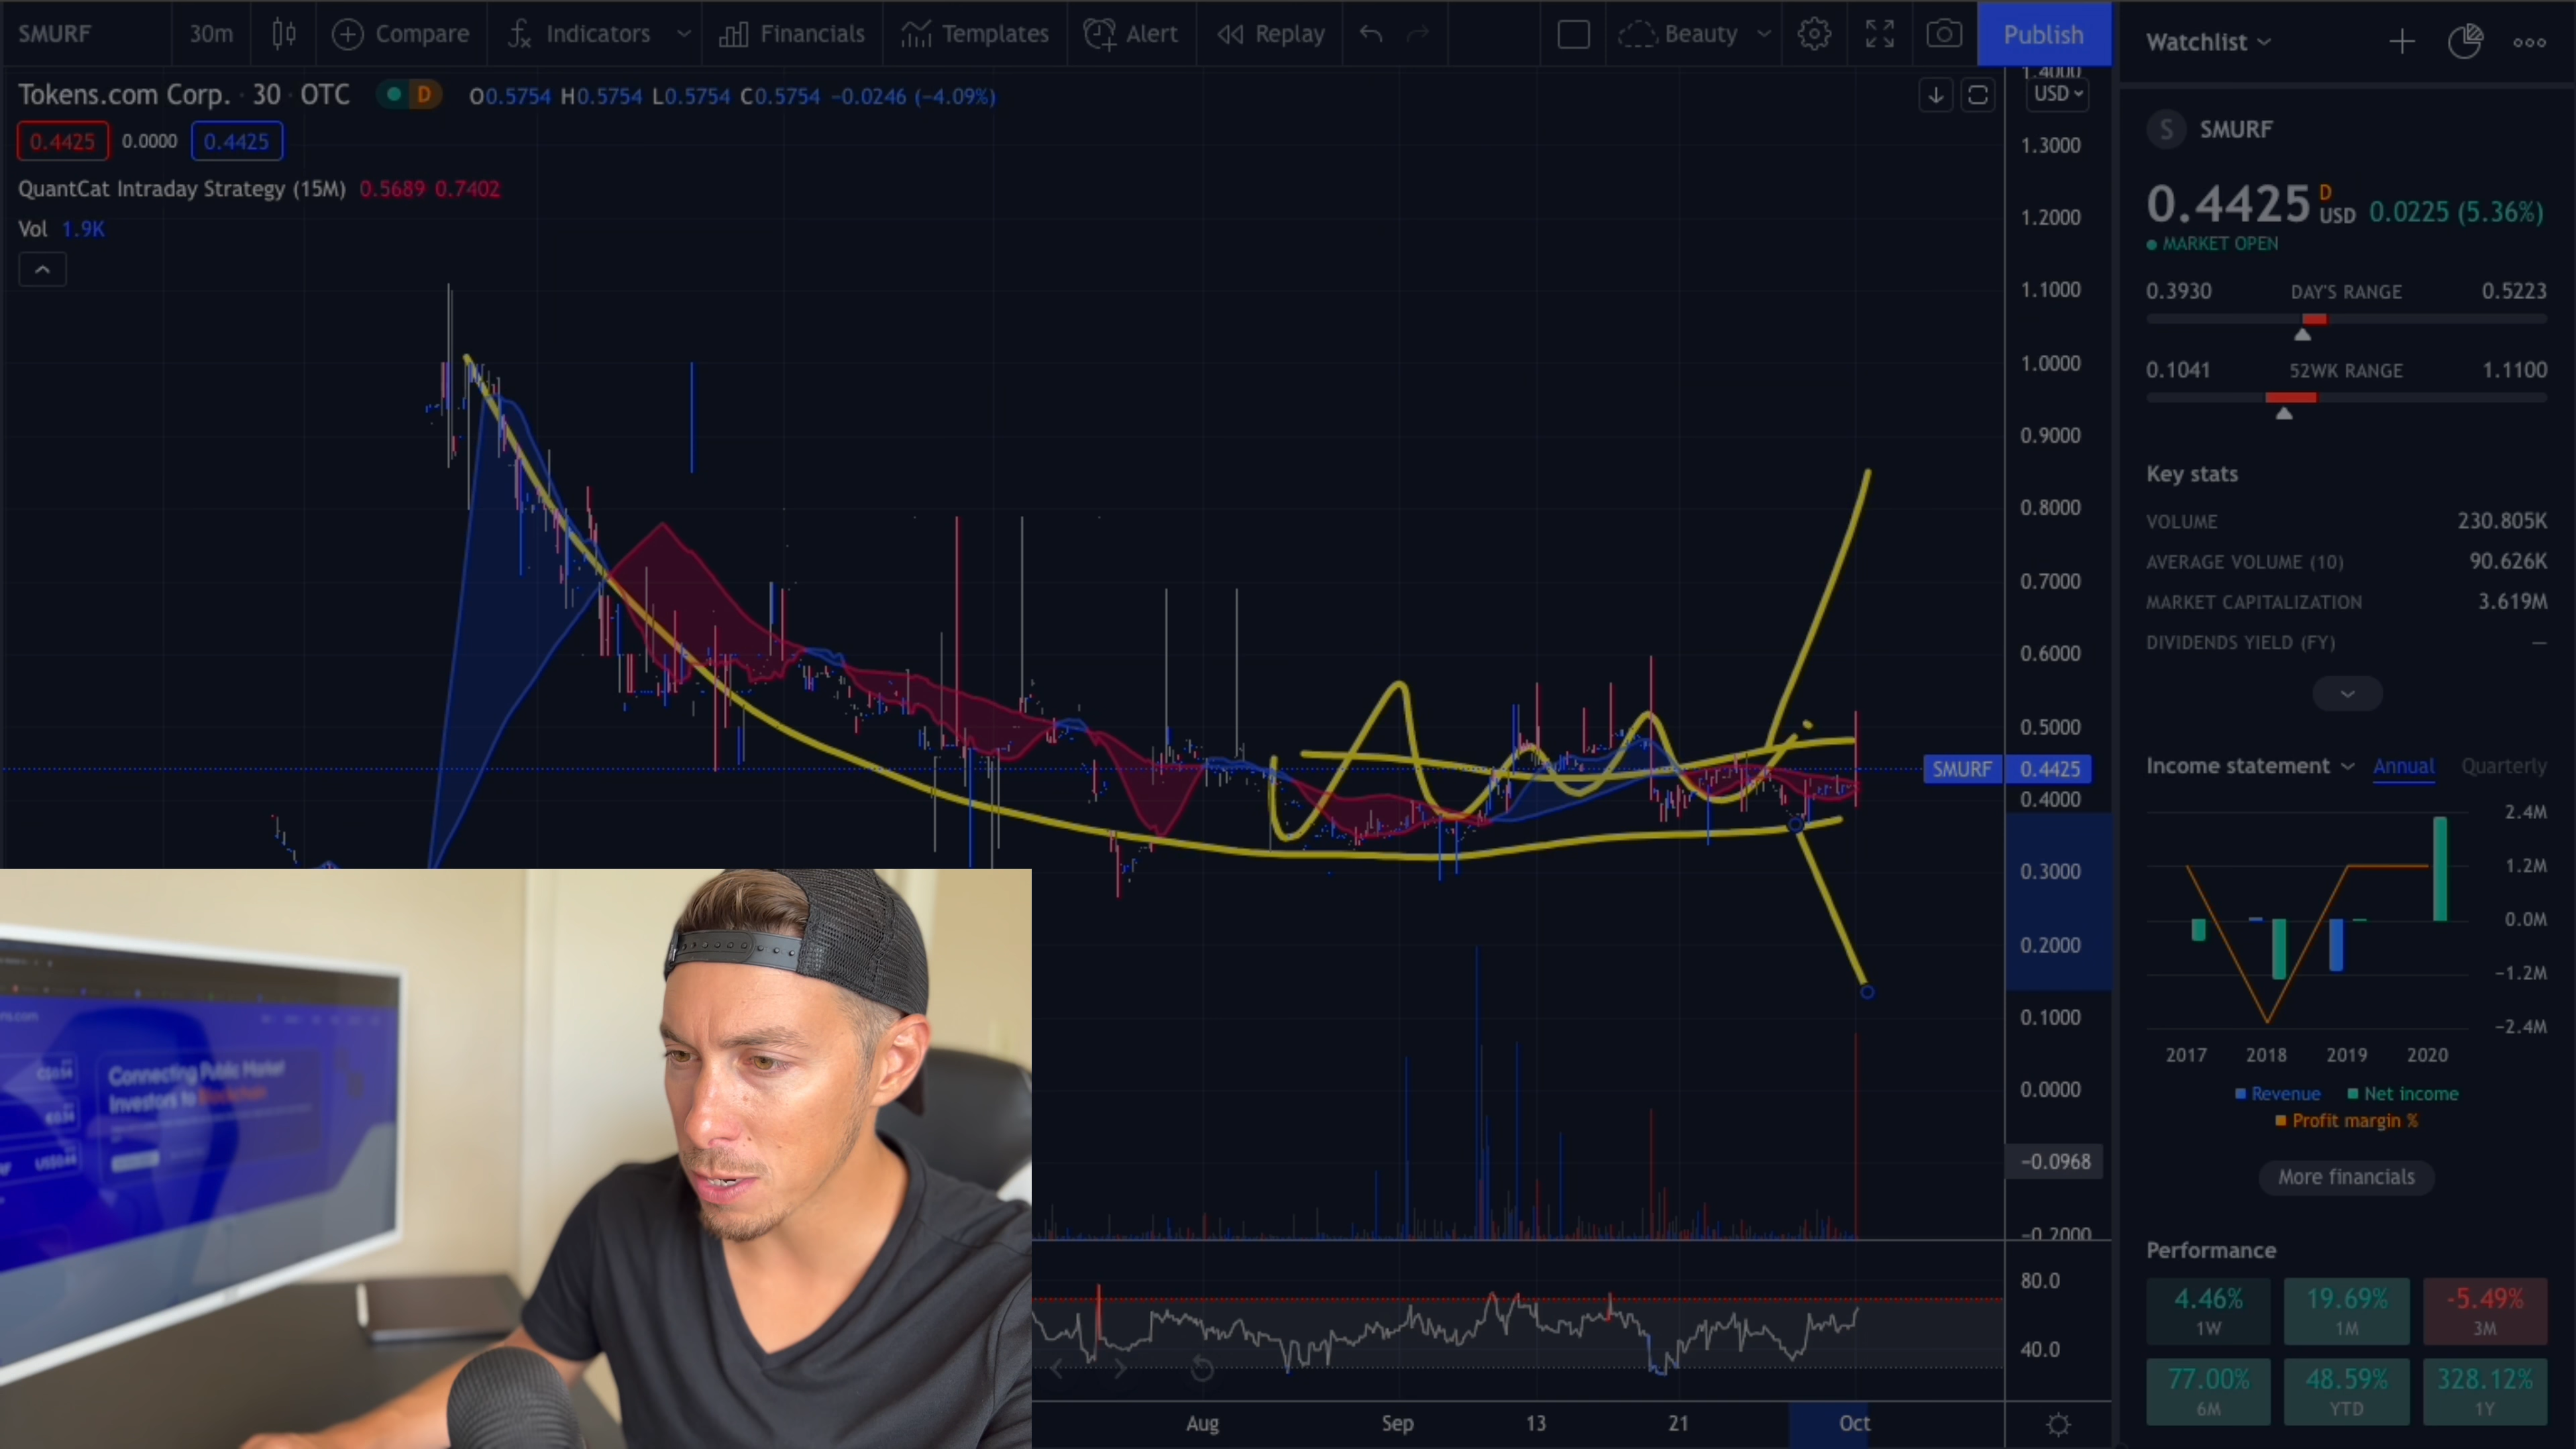 SMURF 30m Compare Indicators Financials Templates Alert Replay Beauty Publish
Tokens.com Corp. · 30 · OTC D O0.5754 H0.5754 L0.5754 C0.5754 −0.0246 (−4.09%)
0.4425 0.0000 0.4425
QuantCat Intraday Strategy (15M) 0.5689 0.7402
Vol 1.9K
1.4000
USD
1.3000
1.2000
1.1000
1.0000
0.9000
0.8000
0.7000
0.6000
0.5000
SMURF 0.4425
0.4000
0.3000
0.2000
0.1000
0.0000
−0.0968
−0.2000
80.0
40.0
Aug Sep 13 21 Oct
Connecting Public Market
Investors to Blockchain
Watchlist
S SMURF
0.4425 D USD 0.0225 (5.36%)
MARKET OPEN
0.3930 DAY'S RANGE 0.5223
0.1041 52WK RANGE 1.1100
Key stats
VOLUME 230.805K
AVERAGE VOLUME (10) 90.626K
MARKET CAPITALIZATION 3.619M
DIVIDENDS YIELD (FY) —
Income statement Annual Quarterly
2.4M
1.2M
0.0M
−1.2M
−2.4M
2017 2018 2019 2020
Revenue Net income
Profit margin %
More financials
Performance
4.46% 19.69% -5.49%
1W 1M 3M
77.00% 48.59% 328.12%
6M YTD 1Y